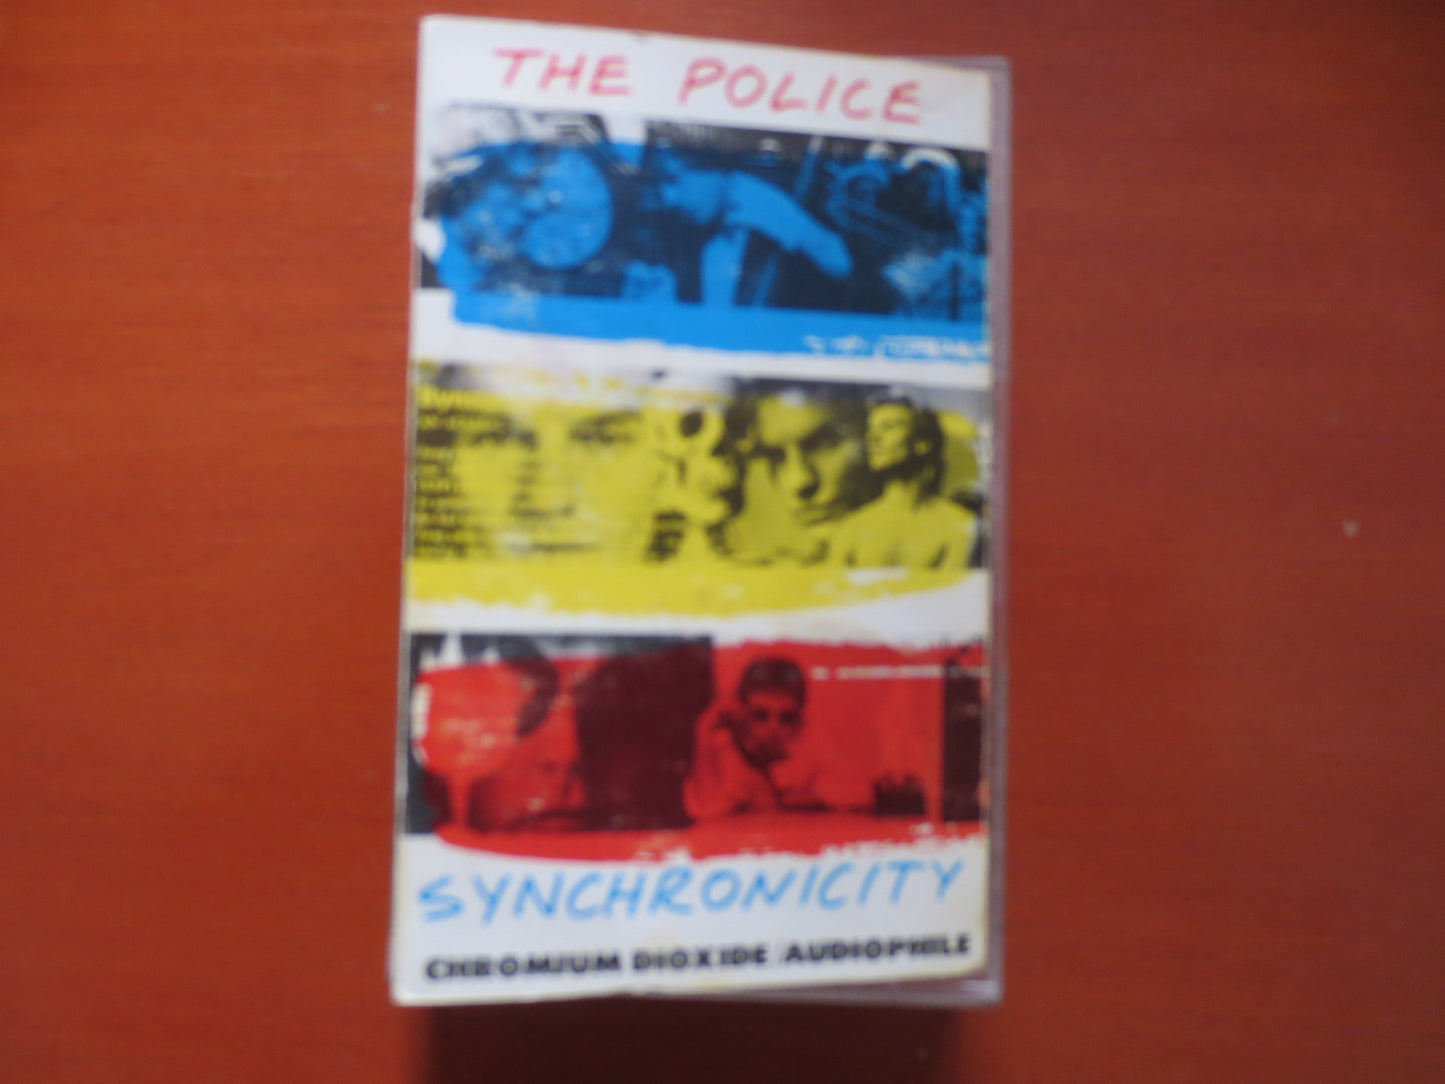 THE POLICE
SYNCHRONICITY
CHROMIUM DIOXIDE/AUDIOPHILE